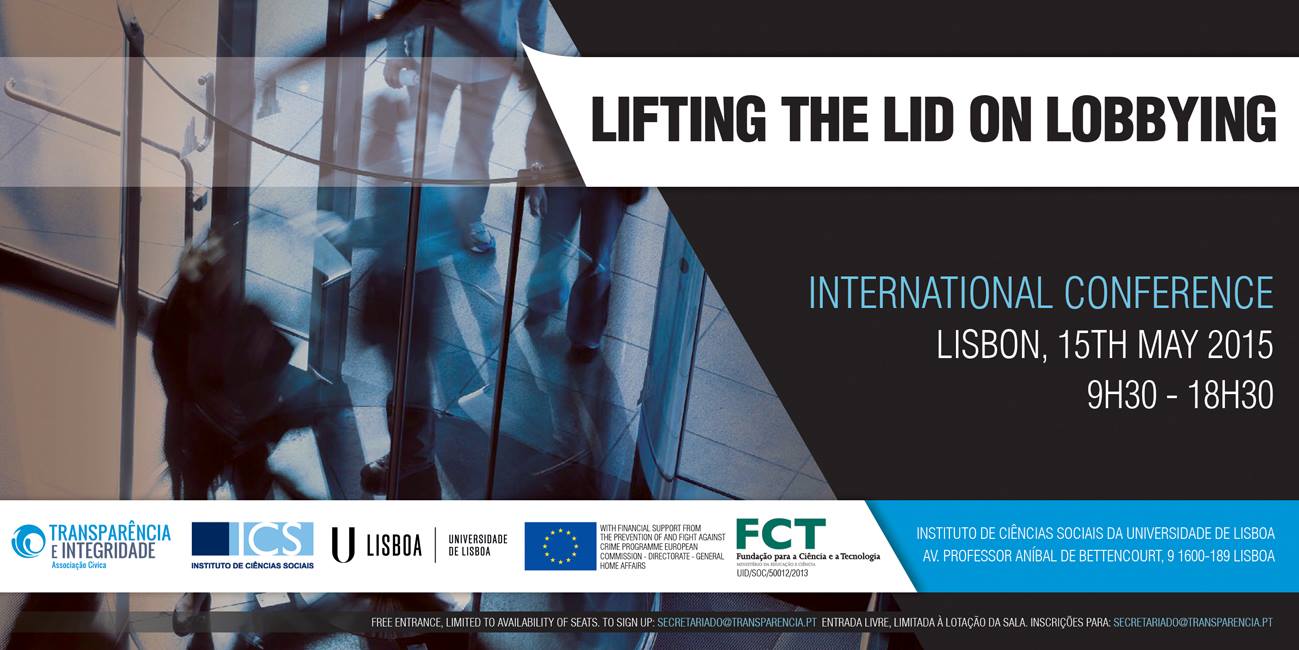 LIFTING THE LID ON LOBBYING
INTERNATIONAL CONFERENCE
LISBON, 15TH MAY 2015
9H30 - 18H30
TRANSPARÊNCIA
E INTEGRIDADE
Associação Cívica
ICS
INSTITUTO DE CIÊNCIAS SOCIAIS
U LISBOA
UNIVERSIDADE
DE LISBOA
WITH FINANCIAL SUPPORT FROM
THE PREVENTION OF AND FIGHT AGAINST
CRIME PROGRAMME EUROPEAN
COMMISSION - DIRECTORATE - GENERAL
HOME AFFAIRS
FCT
Fundação para a Ciência e a Tecnologia
MINISTÉRIO DA EDUCAÇÃO E CIÊNCIA
UID/SOC/50012/2013
INSTITUTO DE CIÊNCIAS SOCIAIS DA UNIVERSIDADE DE LISBOA
AV. PROFESSOR ANÍBAL DE BETTENCOURT, 9 1600-189 LISBOA
FREE ENTRANCE, LIMITED TO AVAILABILITY OF SEATS. TO SIGN UP: SECRETARIADO@TRANSPARENCIA.PT ENTRADA LIVRE, LIMITADA À LOTAÇÃO DA SALA. INSCRIÇÕES PARA: SECRETARIADO@TRANSPARENCIA.PT